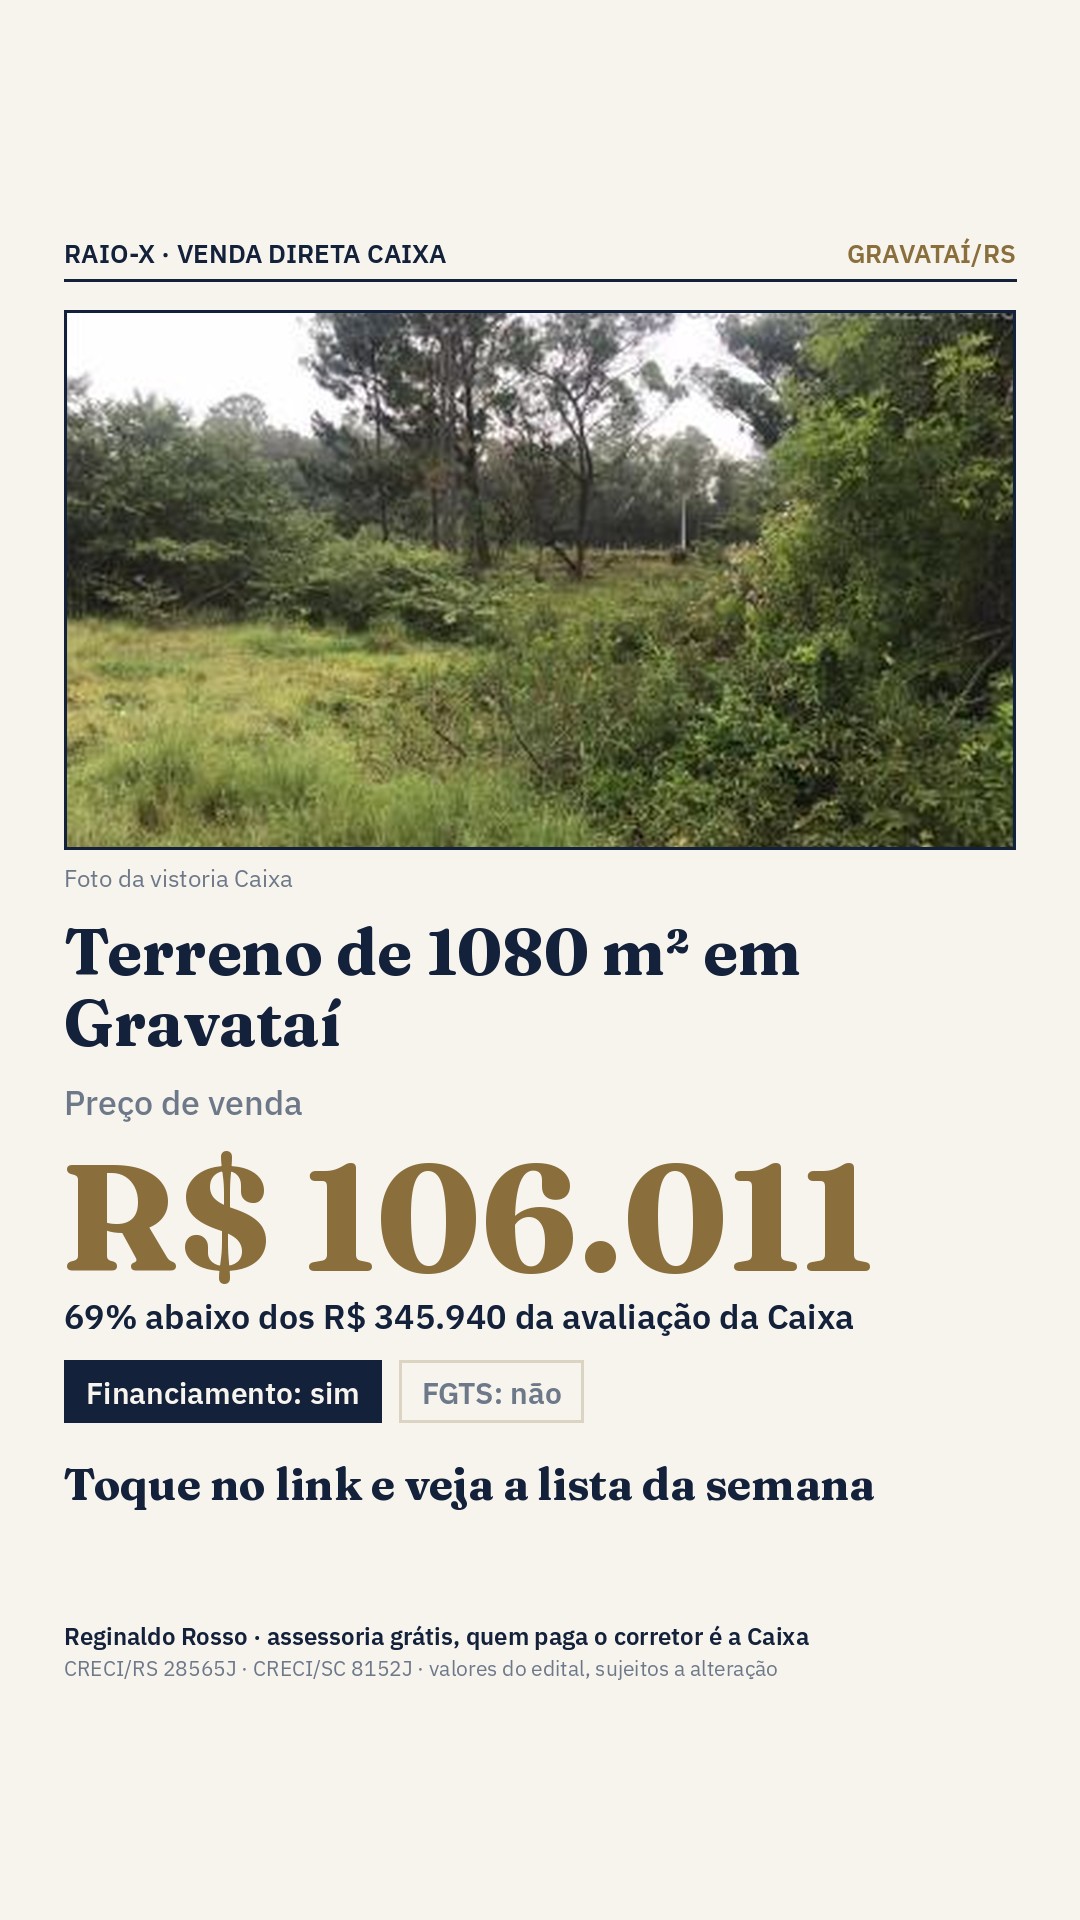 RAIO-X · VENDA DIRETA CAIXA
GRAVATAÍ/RS
Foto da vistoria Caixa
Terreno de 1080 m² em
Gravataí
Preço de venda
R$ 106.011
69% abaixo dos R$ 345.940 da avaliação da Caixa
Financiamento: sim
FGTS: não
Toque no link e veja a lista da semana
Reginaldo Rosso · assessoria grátis, quem paga o corretor é a Caixa
CRECI/RS 28565J · CRECI/SC 8152J · valores do edital, sujeitos a alteração